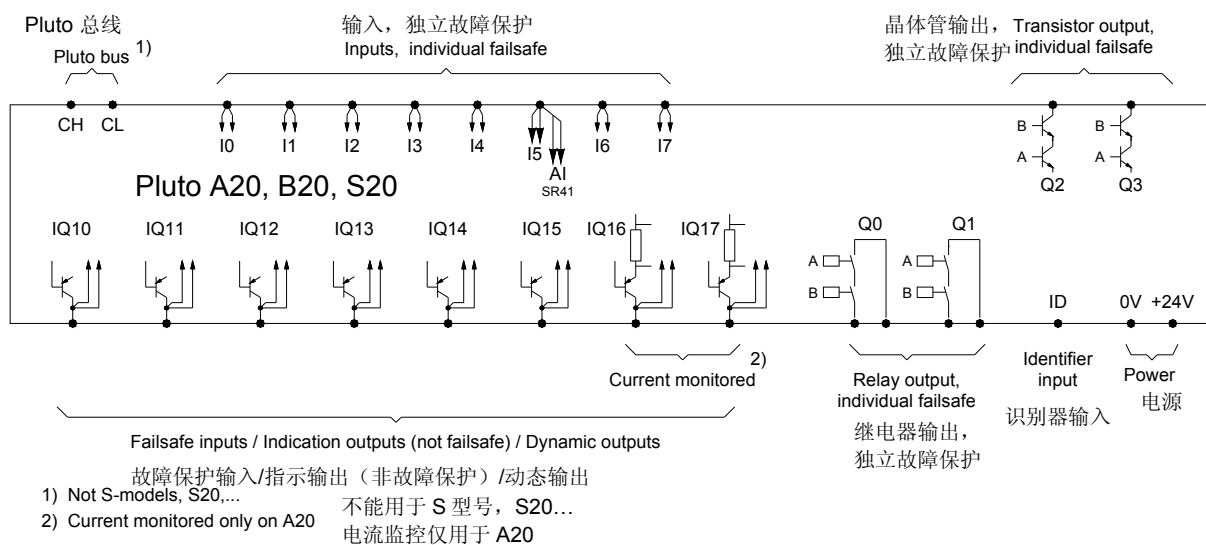 Pluto 总线
Pluto bus 1)
输入，独立故障保护
Inputs, individual failsafe
晶体管输出， Transistor output,
独立故障保护 individual failsafe
CH CL
I0 I1 I2 I3 I4 I5 I6 I7
AI
SR41
B B
A A
Q2 Q3
Pluto A20, B20, S20
IQ10 IQ11 IQ12 IQ13 IQ14 IQ15 IQ16 IQ17 Q0 Q1
A A
B B
ID 0V +24V
2)
Current monitored
Relay output,
individual failsafe
继电器输出，
独立故障保护
Identifier
input
识别器输入
Power
电源
Failsafe inputs / Indication outputs (not failsafe) / Dynamic outputs
故障保护输入/指示输出（非故障保护）/动态输出
1) Not S-models, S20,... 不能用于 S 型号，S20…
2) Current monitored only on A20 电流监控仅用于 A20